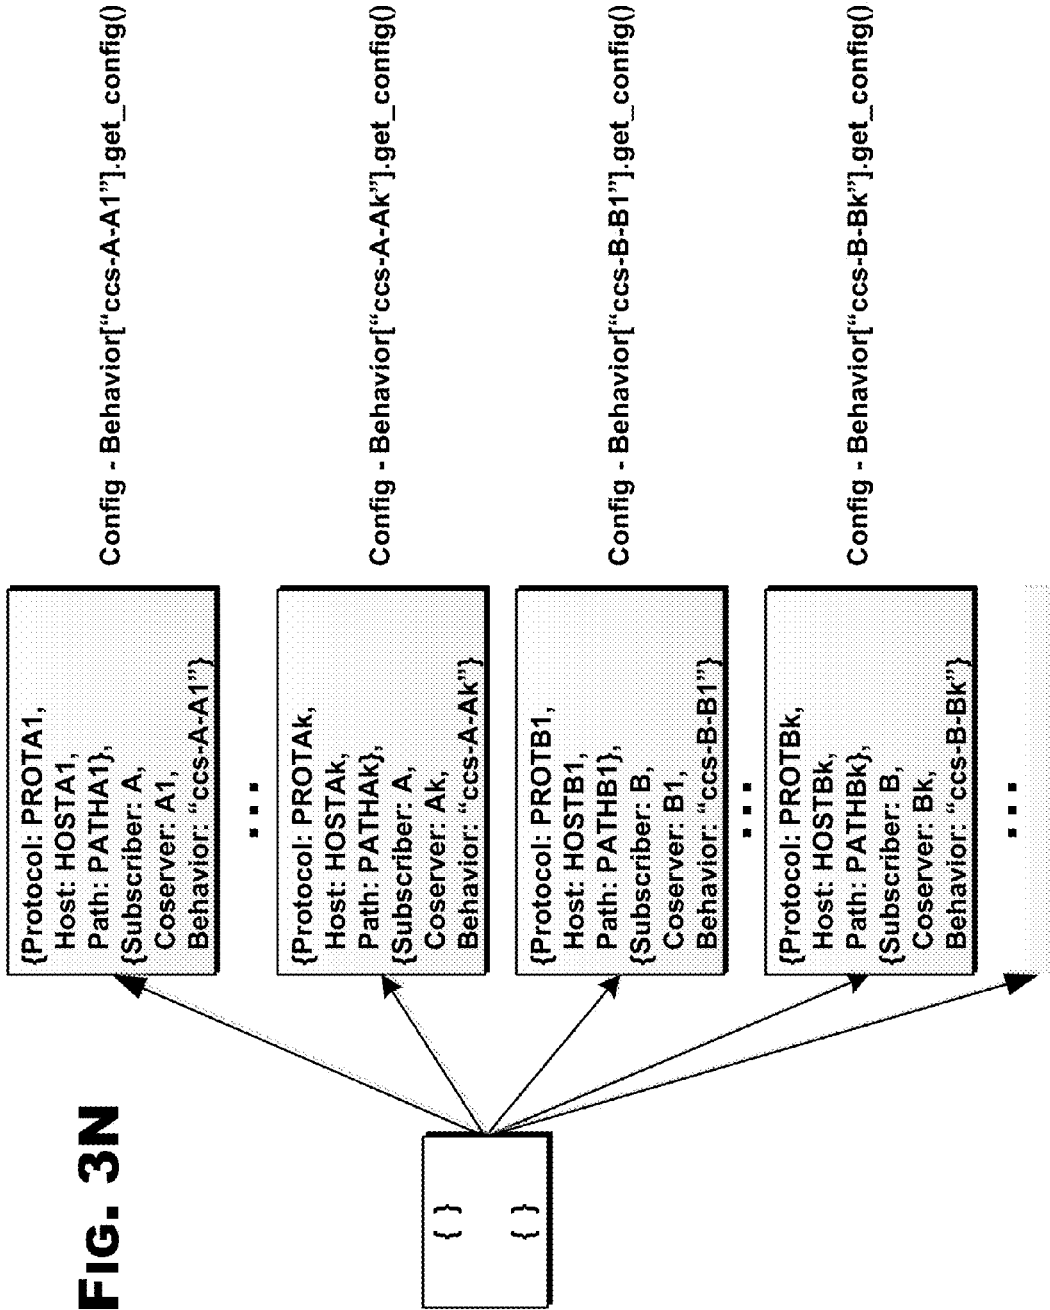 FIG. 3N
{ }
{ }
{Protocol: PROTA1,
Host: HOSTA1,
Path: PATHA1},
{Subscriber: A,
Coserver: A1,
Behavior: “ccs-A-A1”}
Config - Behavior[“ccs-A-A1”].get_config()
...
{Protocol: PROTAk,
Host: HOSTAk,
Path: PATHAk},
{Subscriber: A,
Coserver: Ak,
Behavior: “ccs-A-Ak”}
Config - Behavior[“ccs-A-Ak”].get_config()
{Protocol: PROTB1,
Host: HOSTB1,
Path: PATHB1},
{Subscriber: B,
Coserver: B1,
Behavior: “ccs-B-B1”}
Config - Behavior[“ccs-B-B1”].get_config()
...
{Protocol: PROTBk,
Host: HOSTBk,
Path: PATHBk},
{Subscriber: B,
Coserver: Bk,
Behavior: “ccs-B-Bk”}
Config - Behavior[“ccs-B-Bk”].get_config()
...